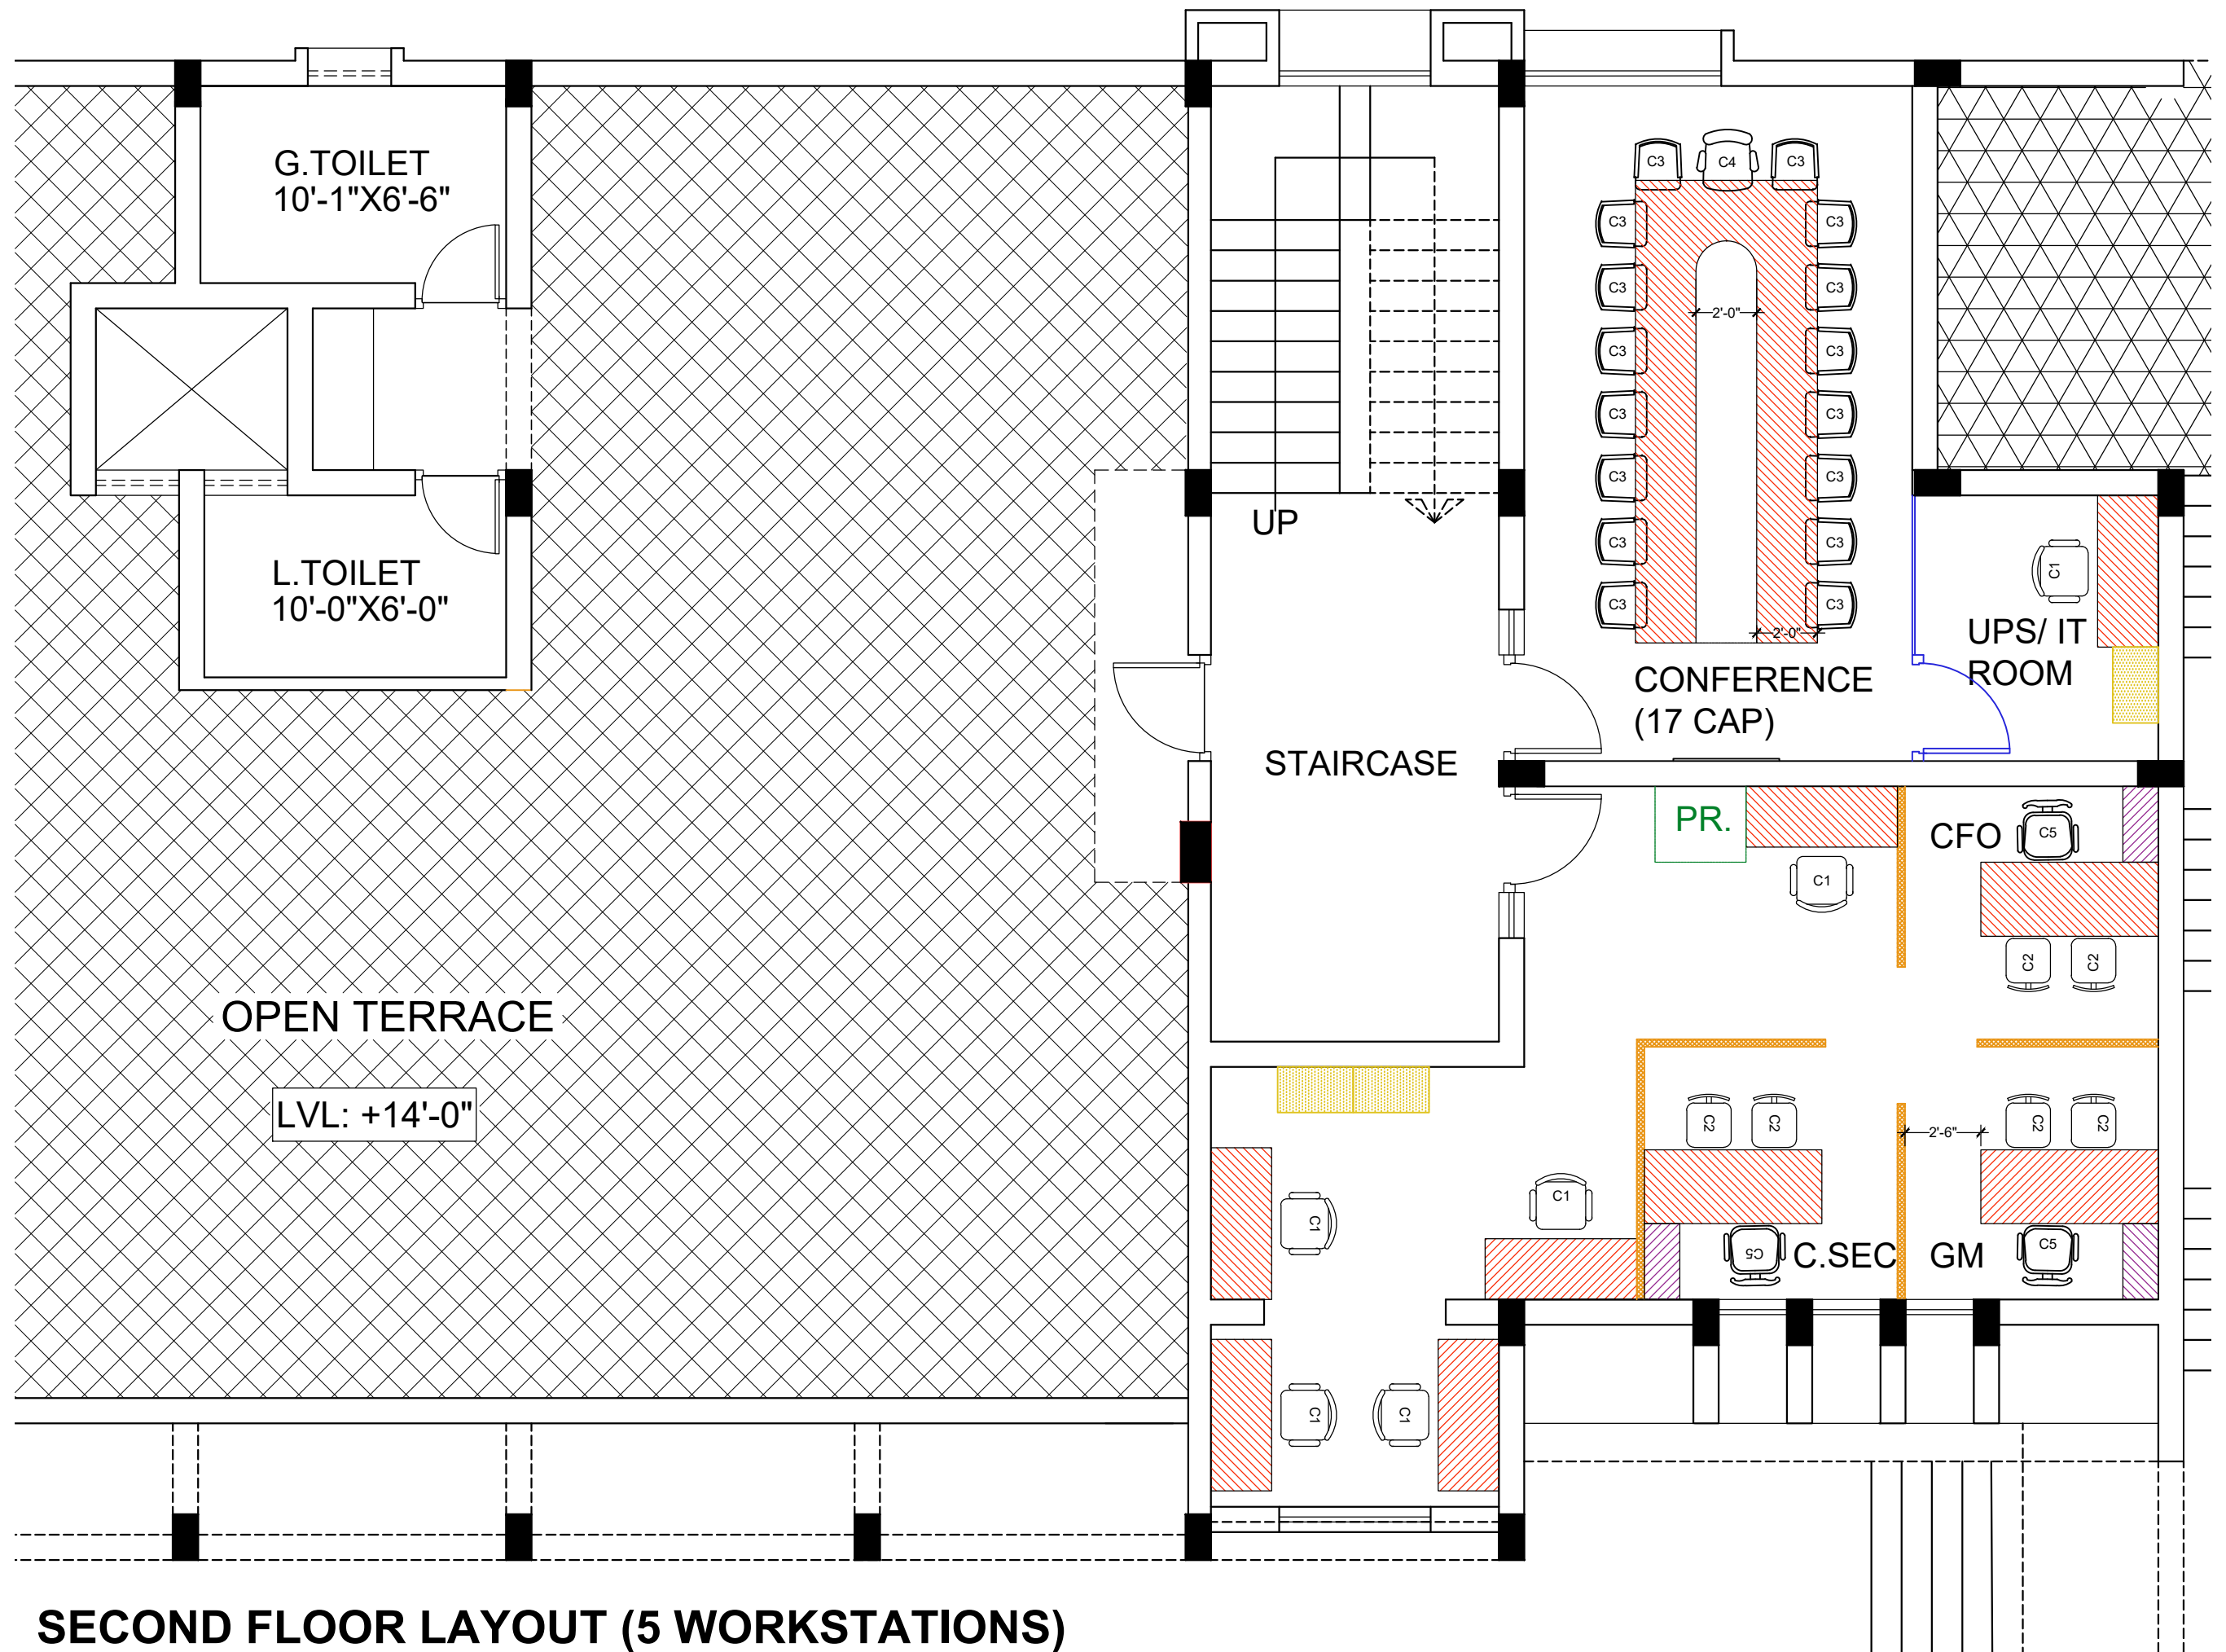 G.TOILET
10'-1"X6'-6"
L.TOILET
10'-0"X6'-0"
OPEN TERRACE
LVL: +14'-0"
UP
STAIRCASE
C3 C4 C3
C3 C3
C3 C3
2'-0"
C3 C3
C3 C3
C3 C3
C3 C3
C3 C3
2'-0"
CONFERENCE
(17 CAP)
C1
UPS/ IT
ROOM
PR.
C1
CFO
C5
C2 C2
C2 C2
2'-6"
C2 C2
C5
C.SEC
GM
C5
C1
C1
C1 C1
SECOND FLOOR LAYOUT (5 WORKSTATIONS)